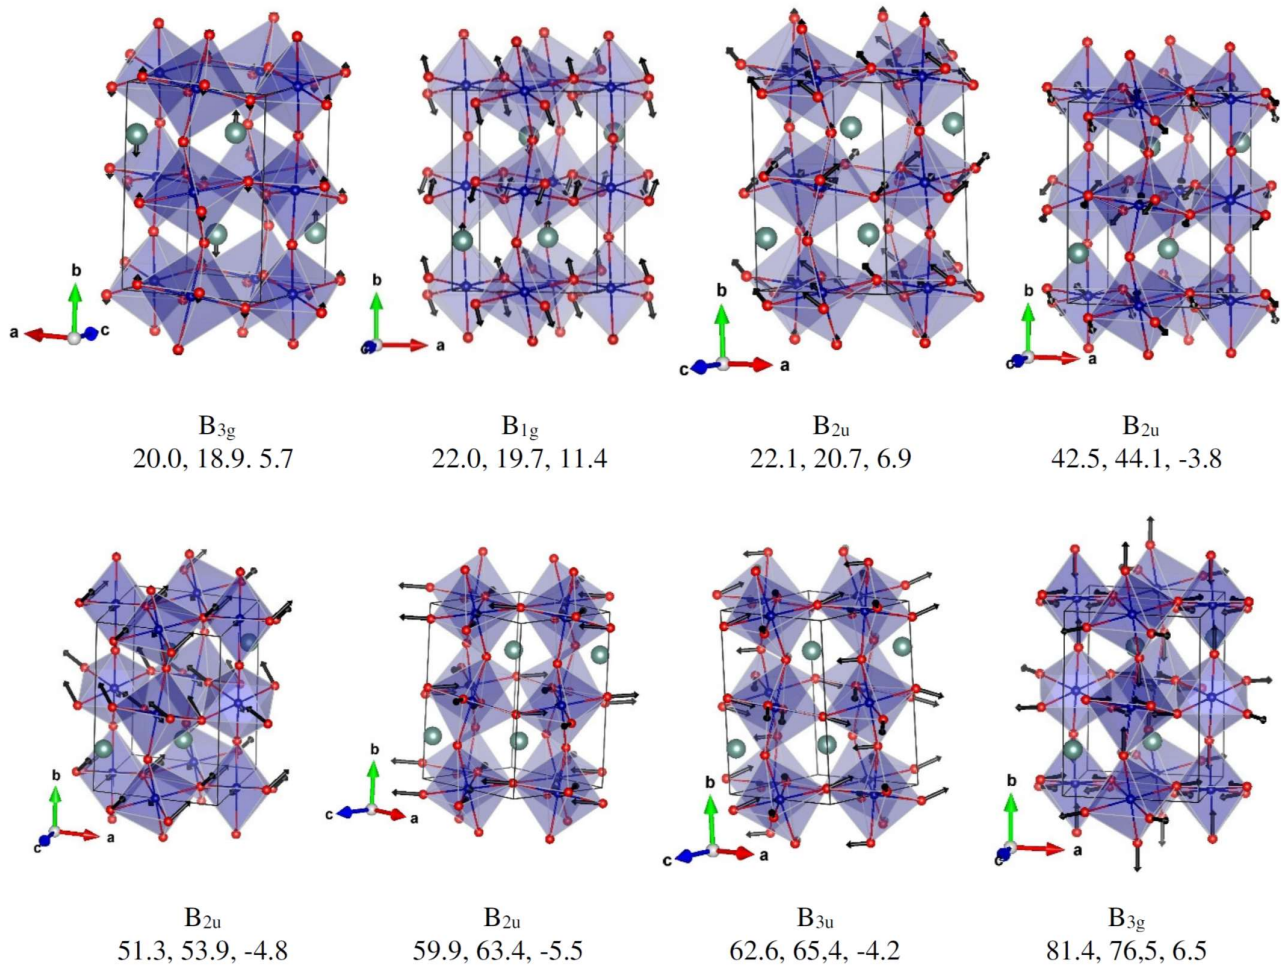 b
a
c
b
c
a
b
c
a
b
c
a
B3g
20.0, 18.9. 5.7
B1g
22.0, 19.7, 11.4
B2u
22.1, 20.7, 6.9
B2u
42.5, 44.1, -3.8
b
c
a
b
c
a
b
c
a
b
c
a
B2u
51.3, 53.9, -4.8
B2u
59.9, 63.4, -5.5
B3u
62.6, 65,4, -4.2
B3g
81.4, 76,5, 6.5